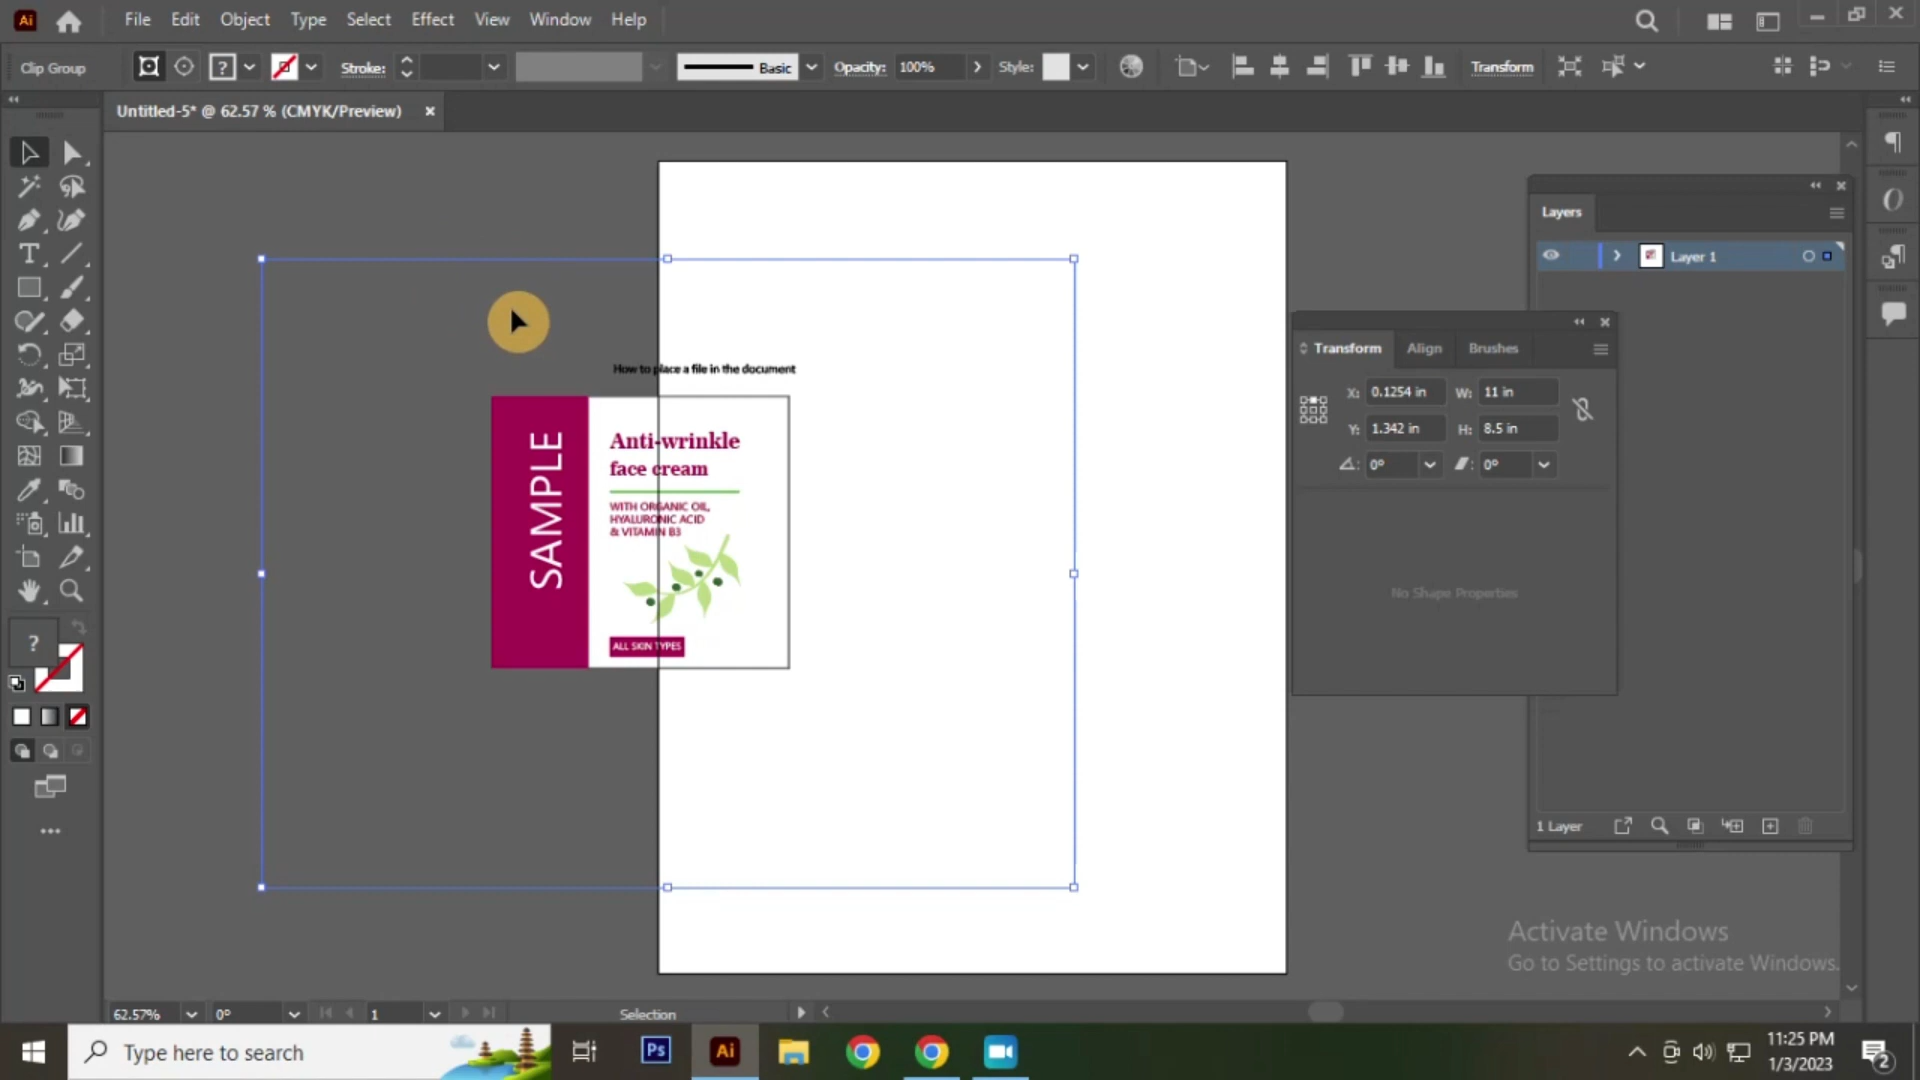 File Edit Object Type Select Effect View Window Help
Clip Group
Stroke:
Basic
Opacity:
100%
Style:
Transform
Untitled-5* @ 62.57 % (CMYK/Preview)
Layers
Layer 1
How to place a file in the document
SAMPLE
Anti-wrinkle
face cream
WITH ORGANIC OIL,
HYALURONIC ACID
& VITAMIN B3
ALL SKIN TYPES
Transform Align Brushes
X: 0.1254 in W: 11 in
Y: 1.342 in H: 8.5 in
0° 0°
No Shape Properties
1 Layer
Activate Windows
Go to Settings to activate Windows.
62.57% 0° 1 Selection
Type here to search
11:25 PM
1/3/2023
2